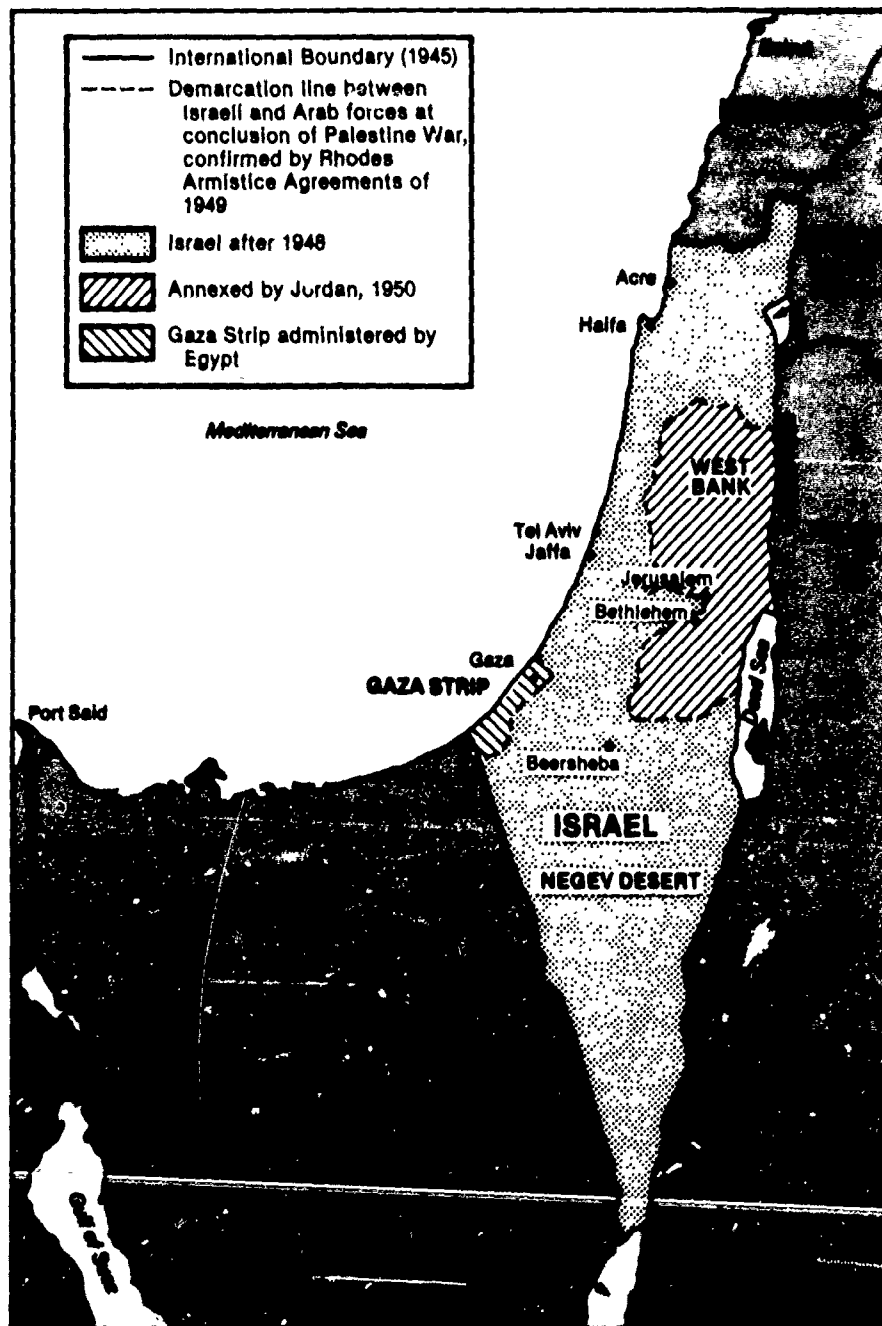 International Boundary (1945)
Demarcation line between
Israeli and Arab forces at
conclusion of Palestine War,
confirmed by Rhodes
Armistice Agreements of
1949
Israel after 1948
Annexed by Jordan, 1950
Gaza Strip administered by
Egypt
Acre
Haifa
Mediterranean Sea
WEST
BANK
Tel Aviv
Jaffa
Jerusalem
Bethlehem
Gaza
GAZA STRIP
Dead Sea
Port Said
Beersheba
ISRAEL
NEGEV DESERT
Gulf of Suez